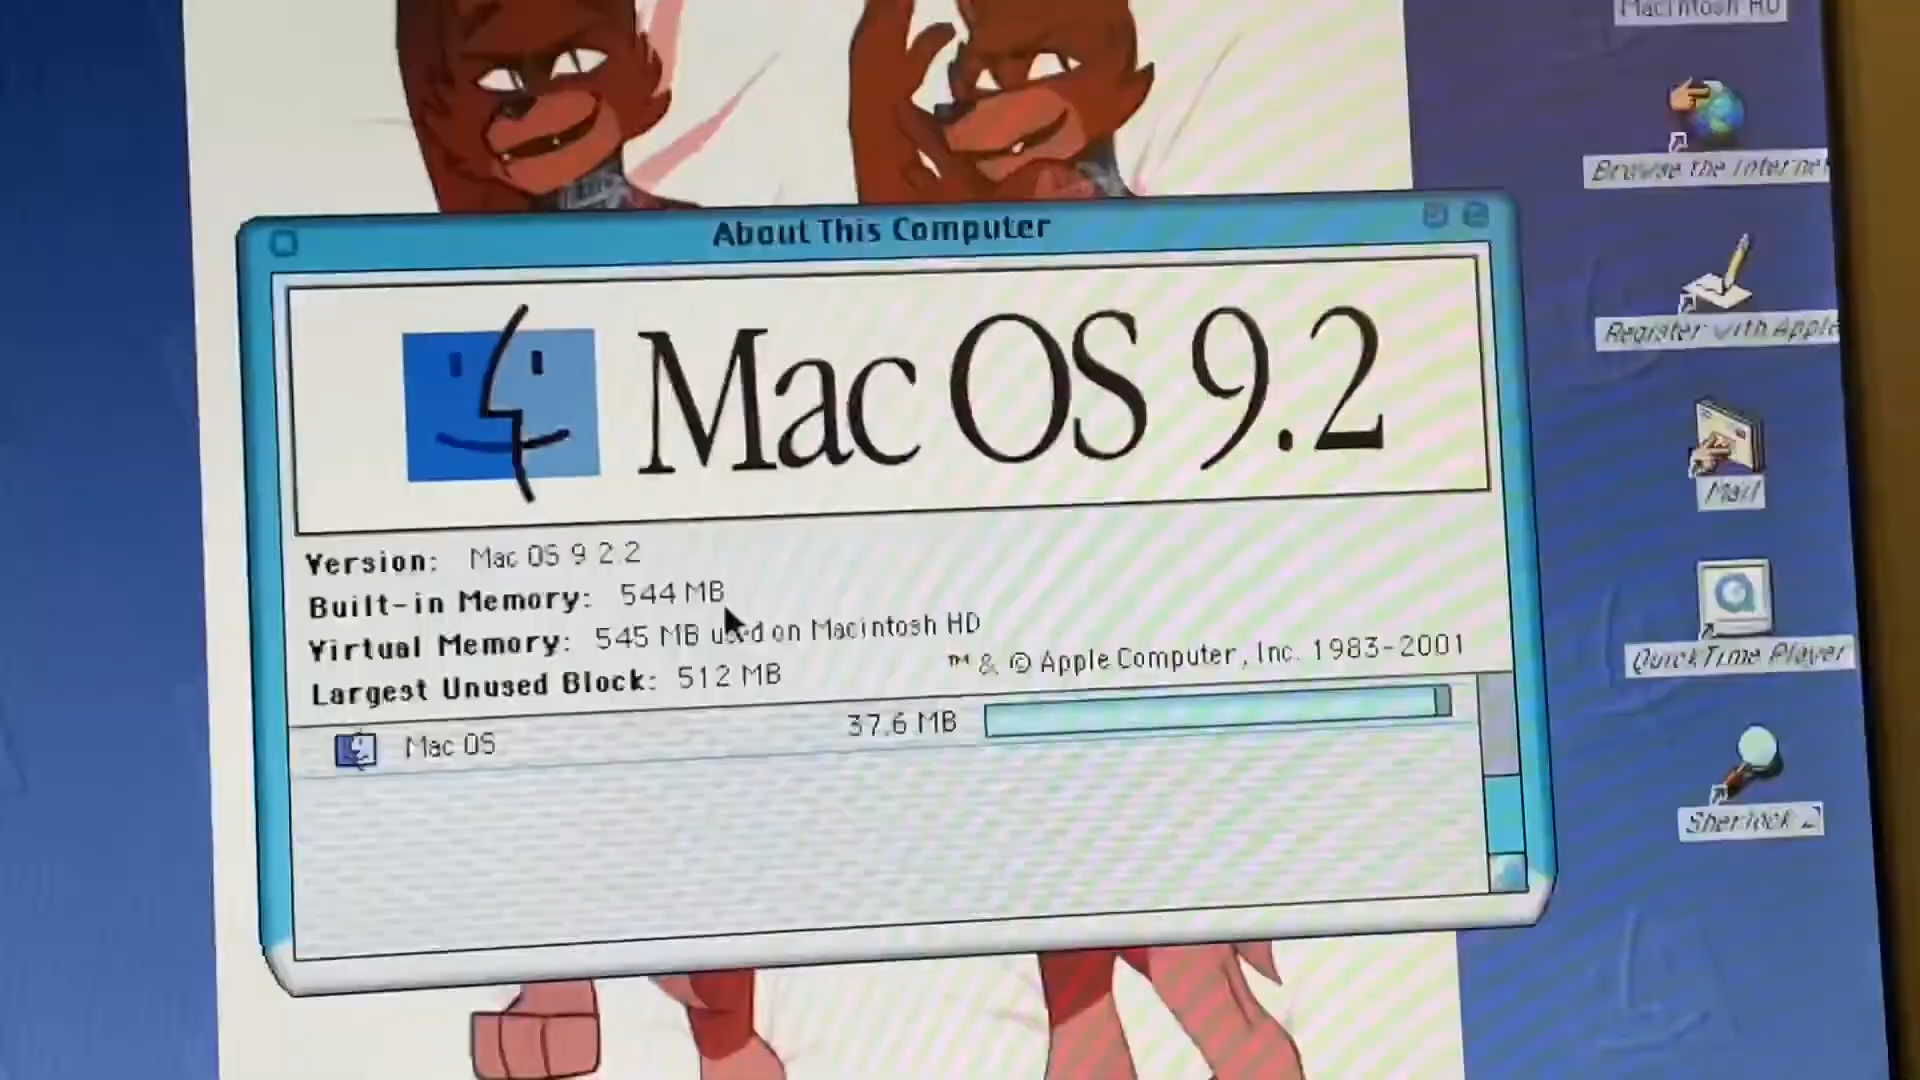 Macintosh HD
Browse the Internet
About This Computer
Mac OS 9.2
Register with Apple
Mail
Version: Mac OS 9.2.2
Built-in Memory: 544 MB
Virtual Memory: 545 MB used on Macintosh HD
Largest Unused Block: 512 MB
™ & © Apple Computer, Inc. 1983-2001
QuickTime Player
Mac OS 37.6 MB
Sherlock 2